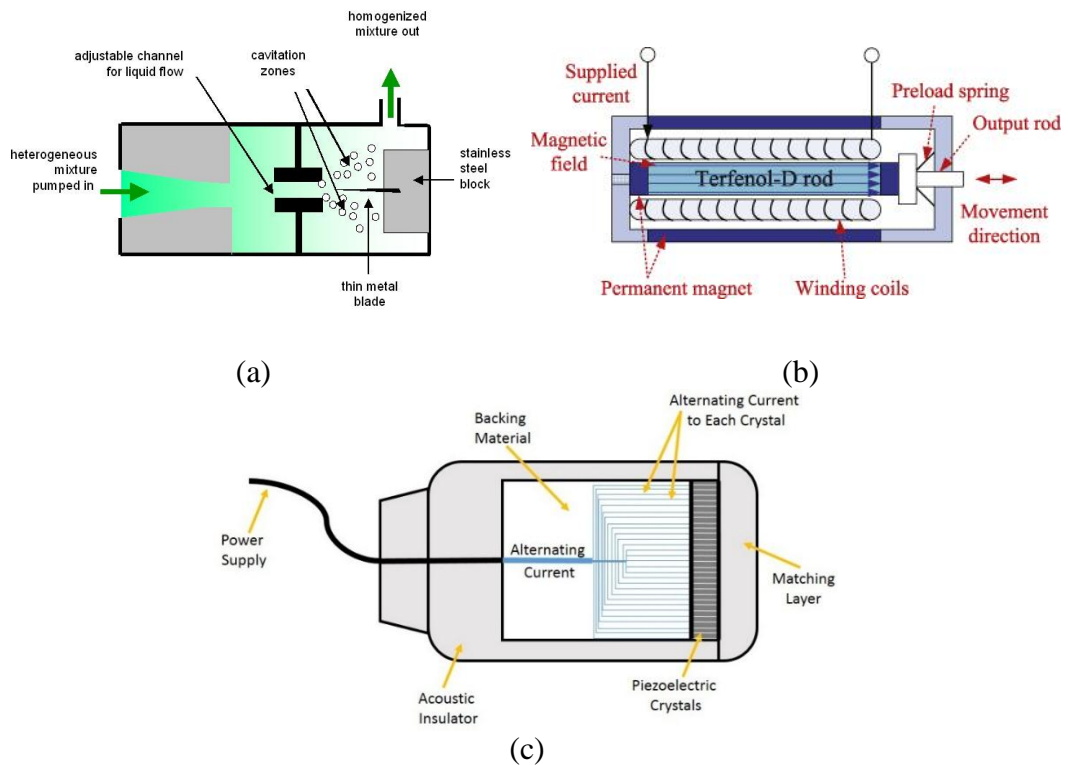 homogenized
mixture out
adjustable channel
for liquid flow
cavitation
zones
heterogeneous
mixture
pumped in
stainless
steel
block
thin metal
blade
(a)
Supplied
current
Preload spring
Output rod
Magnetic
field
Terfenol-D rod
Movement
direction
Permanent magnet
Winding coils
(b)
Backing
Material
Alternating Current
to Each Crystal
Power
Supply
Alternating
Current
Matching
Layer
Acoustic
Insulator
Piezoelectric
Crystals
(c)